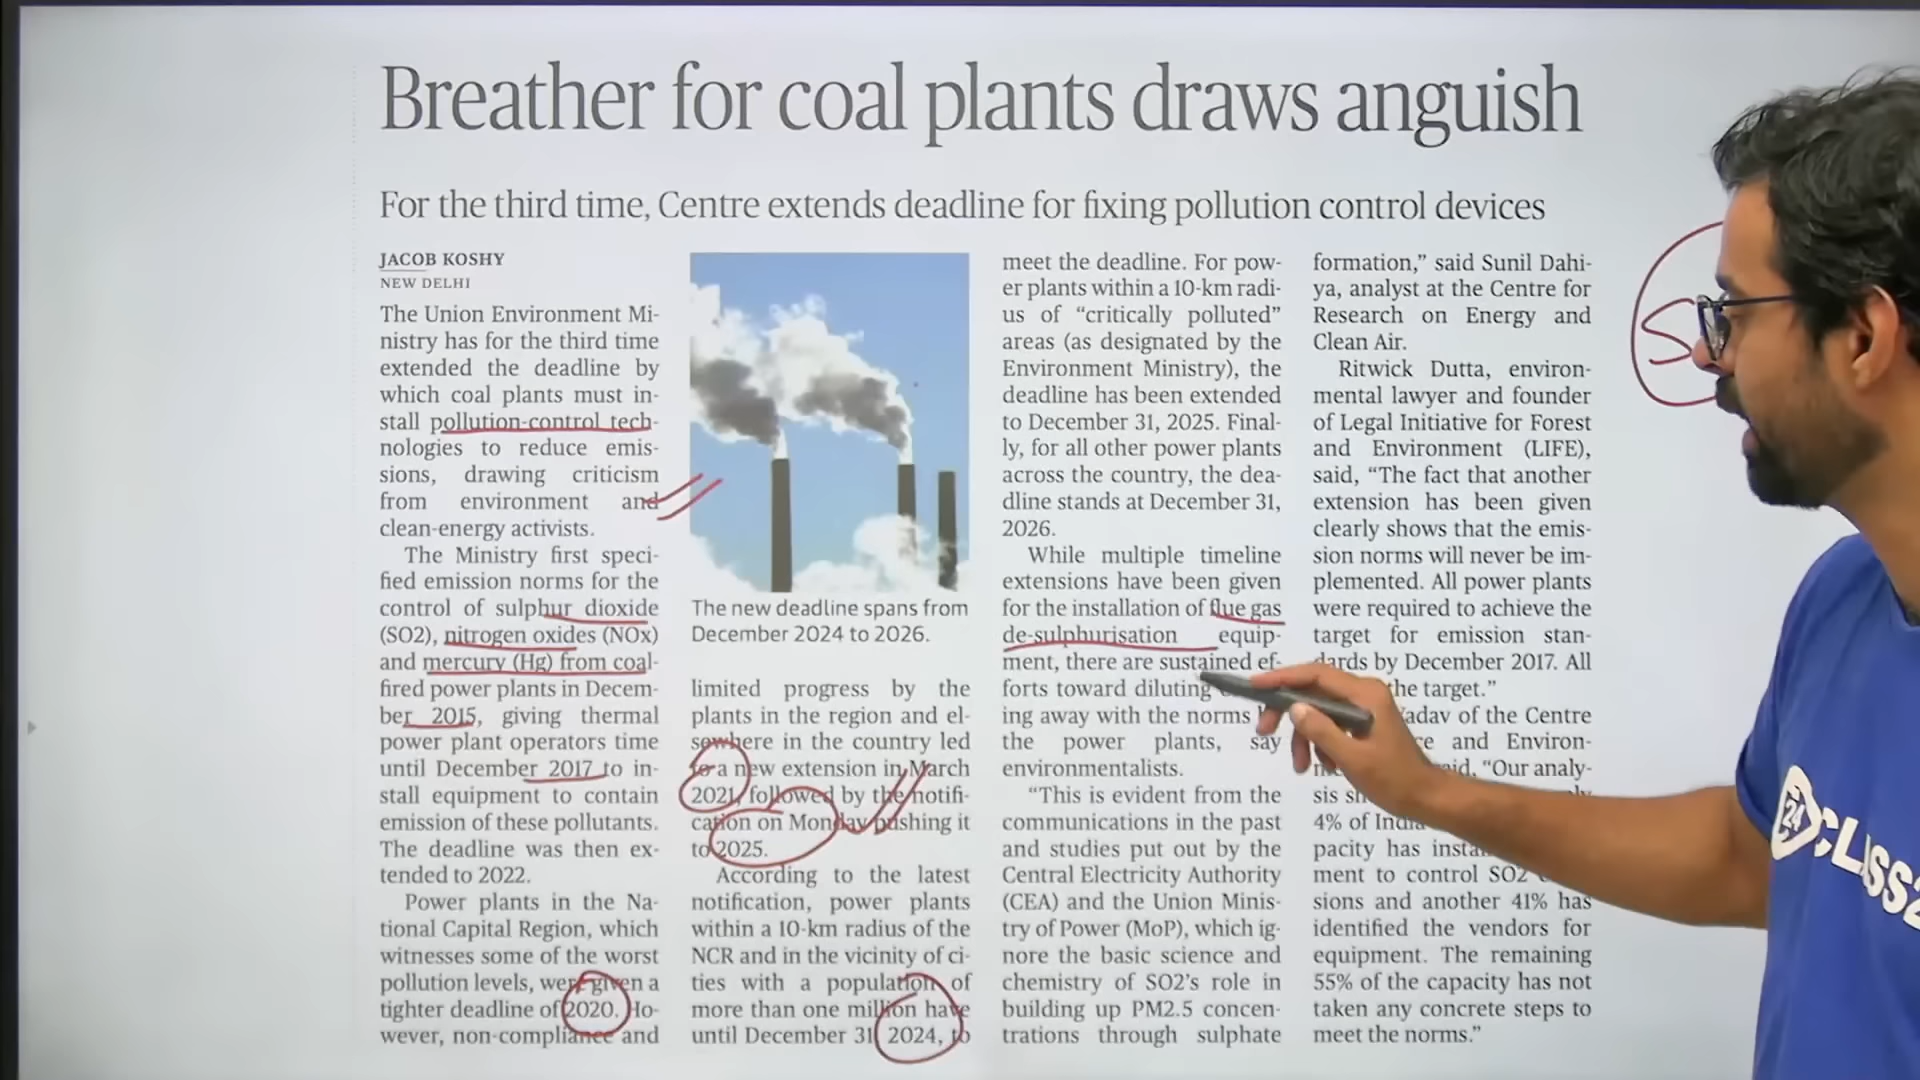 Breather for coal plants draws anguish
For the third time, Centre extends deadline for fixing pollution control devices
JACOB KOSHY
NEW DELHI
The Union Environment Mi-
nistry has for the third time
extended the deadline by
which coal plants must in-
stall pollution-control tech-
nologies to reduce emis-
sions, drawing criticism
from environment and
clean-energy activists.
The Ministry first speci-
fied emission norms for the
control of sulphur dioxide
(SO2), nitrogen oxides (NOx)
and mercury (Hg) from coal-
fired power plants in Decem-
ber 2015, giving thermal
power plant operators time
until December 2017 to in-
stall equipment to contain
emission of these pollutants.
The deadline was then ex-
tended to 2022.
Power plants in the Na-
tional Capital Region, which
witnesses some of the worst
pollution levels, were given a
tighter deadline of 2020. Ho-
wever, non-compliance and
The new deadline spans from
December 2024 to 2026.
limited progress by the
plants in the region and el-
sewhere in the country led
to a new extension in March
2021, followed by the notifi-
cation on Monday pushing it
to 2025.
According to the latest
notification, power plants
within a 10-km radius of the
NCR and in the vicinity of ci-
ties with a population of
more than one million have
until December 31, 2024, to
meet the deadline. For pow-
er plants within a 10-km radi-
us of “critically polluted”
areas (as designated by the
Environment Ministry), the
deadline has been extended
to December 31, 2025. Final-
ly, for all other power plants
across the country, the dea-
dline stands at December 31,
2026.
While multiple timeline
extensions have been given
for the installation of flue gas
de-sulphurisation equip-
ment, there are sustained ef-
forts toward diluting
ing away with the norms
the power plants, say
environmentalists.
“This is evident from the
communications in the past
and studies put out by the
Central Electricity Authority
(CEA) and the Union Minis-
try of Power (MoP), which ig-
nore the basic science and
chemistry of SO2’s role in
building up PM2.5 concen-
trations through sulphate
formation,” said Sunil Dahi-
ya, analyst at the Centre for
Research on Energy and
Clean Air.
Ritwick Dutta, environ-
mental lawyer and founder
of Legal Initiative for Forest
and Environment (LIFE),
said, “The fact that another
extension has been given
clearly shows that the emis-
sion norms will never be im-
plemented. All power plants
were required to achieve the
target for emission stan-
dards by December 2017. All
the target.”
Yadav of the Centre
and Environ-
said, “Our analy-
sis
4% of India
pacity has
ment to control SO2
sions and another 41% has
identified the vendors for
equipment. The remaining
55% of the capacity has not
taken any concrete steps to
meet the norms.”
S
24
CLASS2